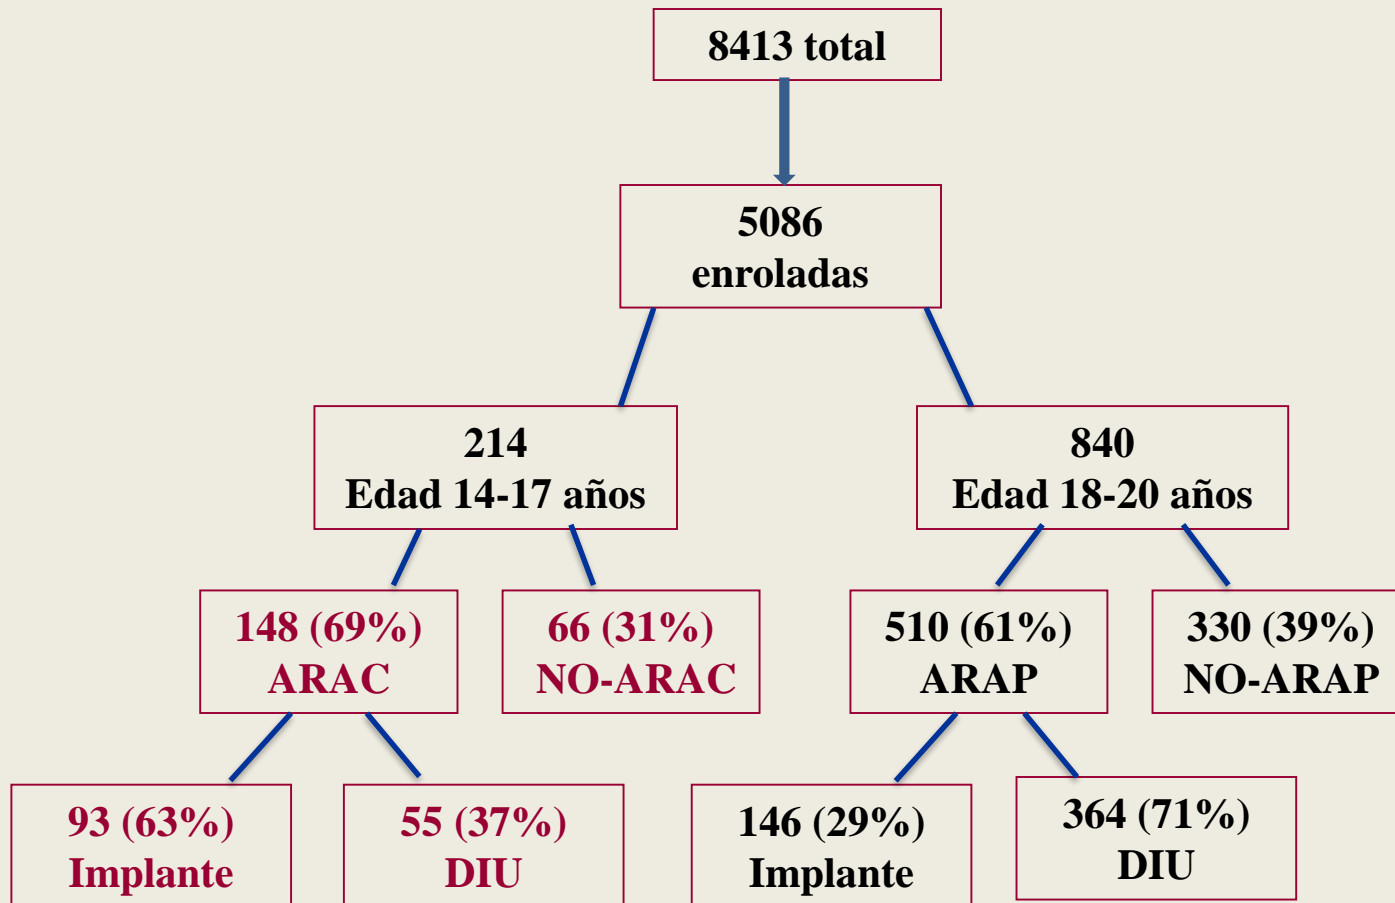 8413 total
5086
enroladas
214
Edad 14-17 años
840
Edad 18-20 años
148 (69%)
ARAC
66 (31%)
NO-ARAC
510 (61%)
ARAP
330 (39%)
NO-ARAP
93 (63%)
Implante
55 (37%)
DIU
146 (29%)
Implante
364 (71%)
DIU